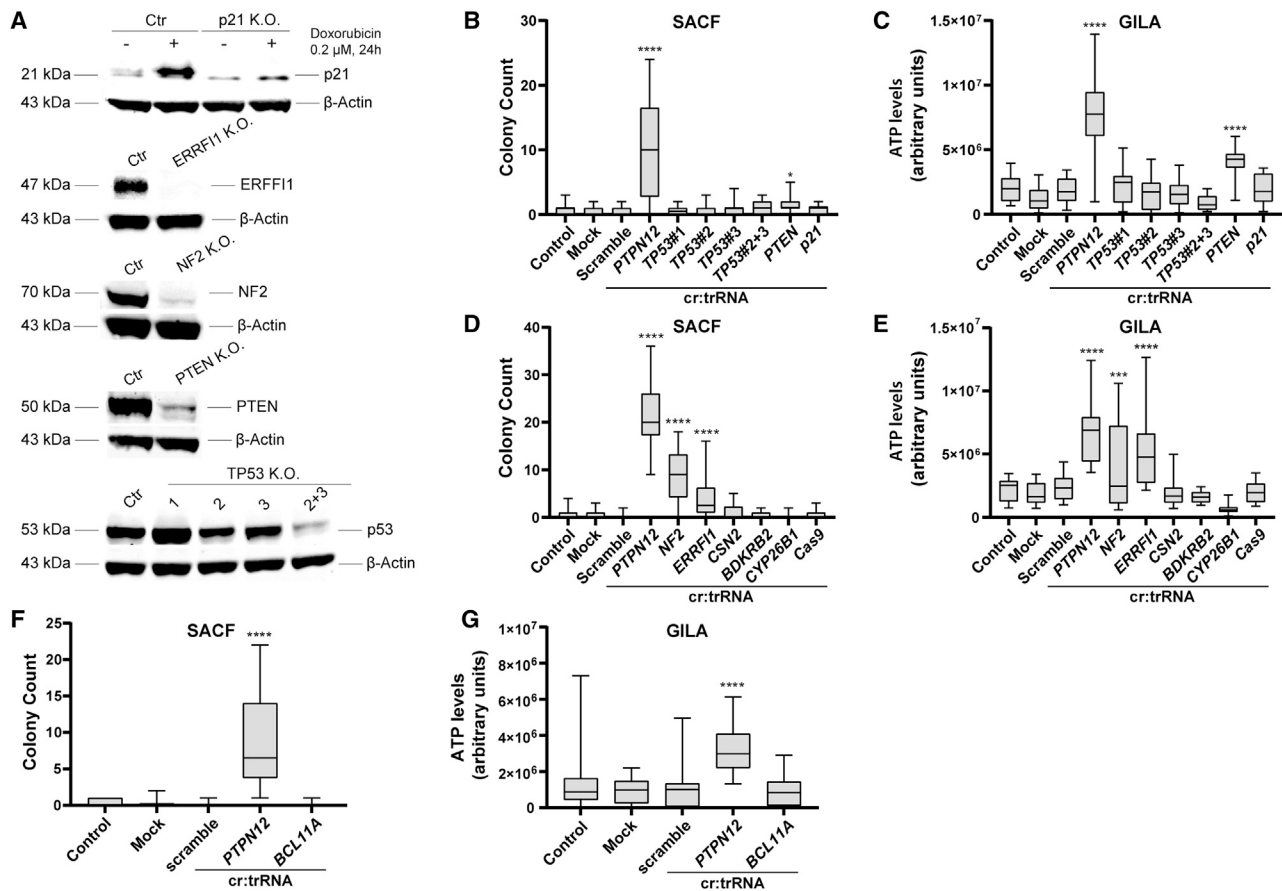 A
Ctr
p21 K.O.
- + - +
Doxorubicin
0.2 µM, 24h
21 kDa
p21
43 kDa
β-Actin
Ctr
ERRFI1 K.O.
47 kDa
ERFFI1
43 kDa
β-Actin
Ctr
NF2 K.O.
70 kDa
NF2
43 kDa
β-Actin
Ctr
PTEN K.O.
50 kDa
PTEN
43 kDa
β-Actin
TP53 K.O.
Ctr
1
2
3
2+3
53 kDa
p53
43 kDa
β-Actin
B
SACF
Colony Count
30
20
10
0
Control
Mock
Scramble
PTPN12
TP53#1
TP53#2
TP53#3
TP53#2+3
PTEN
p21
****
*
cr:trRNA
C
GILA
ATP levels
(arbitrary units)
1.5×10⁷
1×10⁷
5×10⁶
0
Control
Mock
Scramble
PTPN12
TP53#1
TP53#2
TP53#3
TP53#2+3
PTEN
p21
****
****
cr:trRNA
D
SACF
Colony Count
40
30
20
10
0
Control
Mock
Scramble
PTPN12
NF2
ERRFI1
CSN2
BDKRB2
CYP26B1
Cas9
****
****
****
cr:trRNA
E
GILA
ATP levels
(arbitrary units)
1.5×10⁷
1×10⁷
5×10⁶
0
Control
Mock
Scramble
PTPN12
NF2
ERRFI1
CSN2
BDKRB2
CYP26B1
Cas9
****
***
****
cr:trRNA
F
SACF
Colony Count
25
20
15
10
5
0
Control
Mock
scramble
PTPN12
BCL11A
****
cr:trRNA
G
GILA
ATP levels
(arbitrary units)
1×10⁷
8×10⁶
6×10⁶
4×10⁶
2×10⁶
0
Control
Mock
scramble
PTPN12
BCL11A
****
cr:trRNA